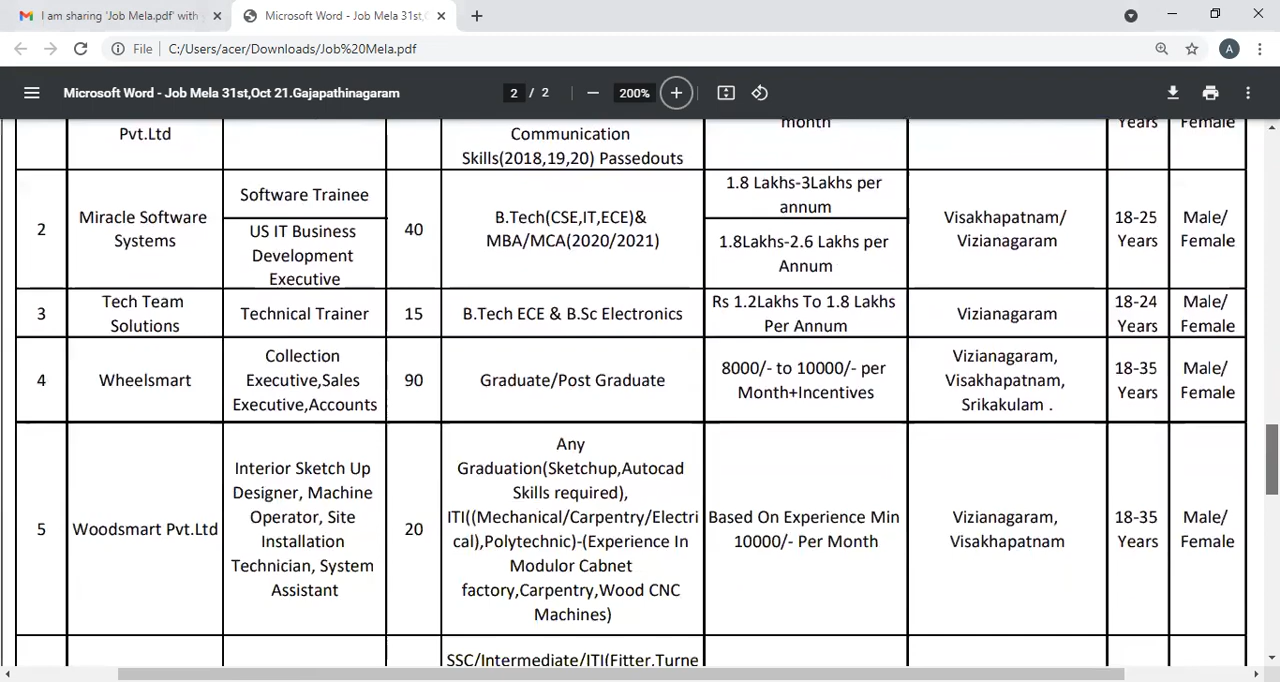 I am sharing 'Job Mela.pdf' with
Microsoft Word - Job Mela 31st,
File
C:/Users/acer/Downloads/Job%20Mela.pdf
A
Microsoft Word - Job Mela 31st,Oct 21.Gajapathinagaram
2 / 2
200%
Pvt.Ltd
Communication
Skills(2018,19,20) Passedouts
month
Years
Female
2
Miracle Software
Systems
Software Trainee
US IT Business
Development
Executive
40
B.Tech(CSE,IT,ECE)&
MBA/MCA(2020/2021)
1.8 Lakhs-3Lakhs per
annum
1.8Lakhs-2.6 Lakhs per
Annum
Visakhapatnam/
Vizianagaram
18-25
Years
Male/
Female
3
Tech Team
Solutions
Technical Trainer
15
B.Tech ECE & B.Sc Electronics
Rs 1.2Lakhs To 1.8 Lakhs
Per Annum
Vizianagaram
18-24
Years
Male/
Female
4
Wheelsmart
Collection
Executive,Sales
Executive,Accounts
90
Graduate/Post Graduate
8000/- to 10000/- per
Month+Incentives
Vizianagaram,
Visakhapatnam,
Srikakulam .
18-35
Years
Male/
Female
5
Woodsmart Pvt.Ltd
Interior Sketch Up
Designer, Machine
Operator, Site
Installation
Technician, System
Assistant
20
Any
Graduation(Sketchup,Autocad
Skills required),
ITI((Mechanical/Carpentry/Electri
cal),Polytechnic)-(Experience In
Modulor Cabnet
factory,Carpentry,Wood CNC
Machines)
Based On Experience Min
10000/- Per Month
Vizianagaram,
Visakhapatnam
18-35
Years
Male/
Female
SSC/Intermediate/ITI(Fitter,Turne